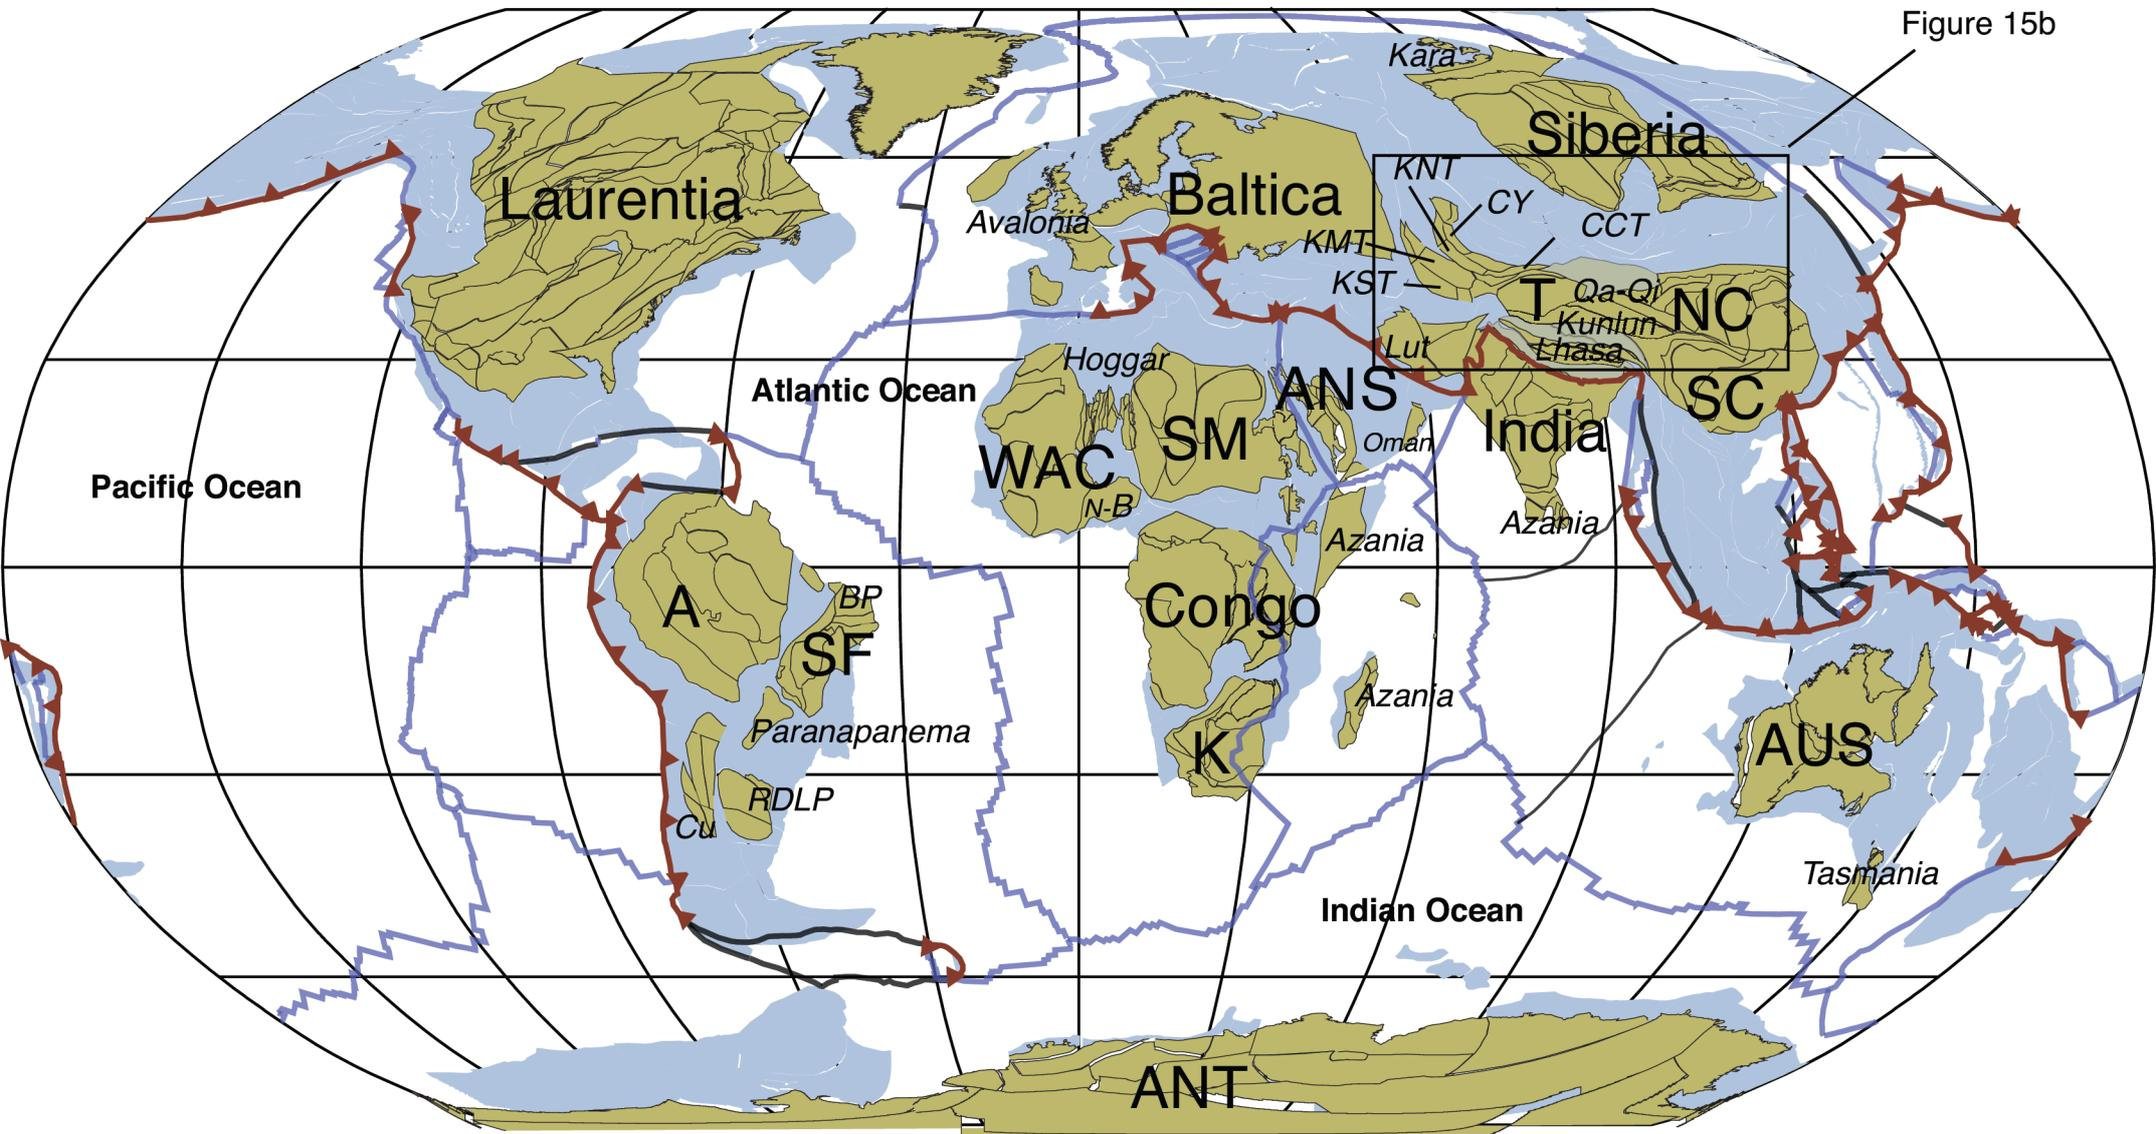 Figure 15b
Kara
Siberia
KNT
Laurentia
Baltica
CY
Avalonia
CCT
KMT
KST
T
Qa-Qi
NC
Kunlun
Lut
Lhasa
Hoggar
Atlantic Ocean
ANS
SC
WAC
SM
India
Oman
Pacific Ocean
N-B
Azania
Azania
A
BP
Congo
SF
Azania
Paranapanema
K
AUS
RDLP
Cu
Tasmania
Indian Ocean
ANT